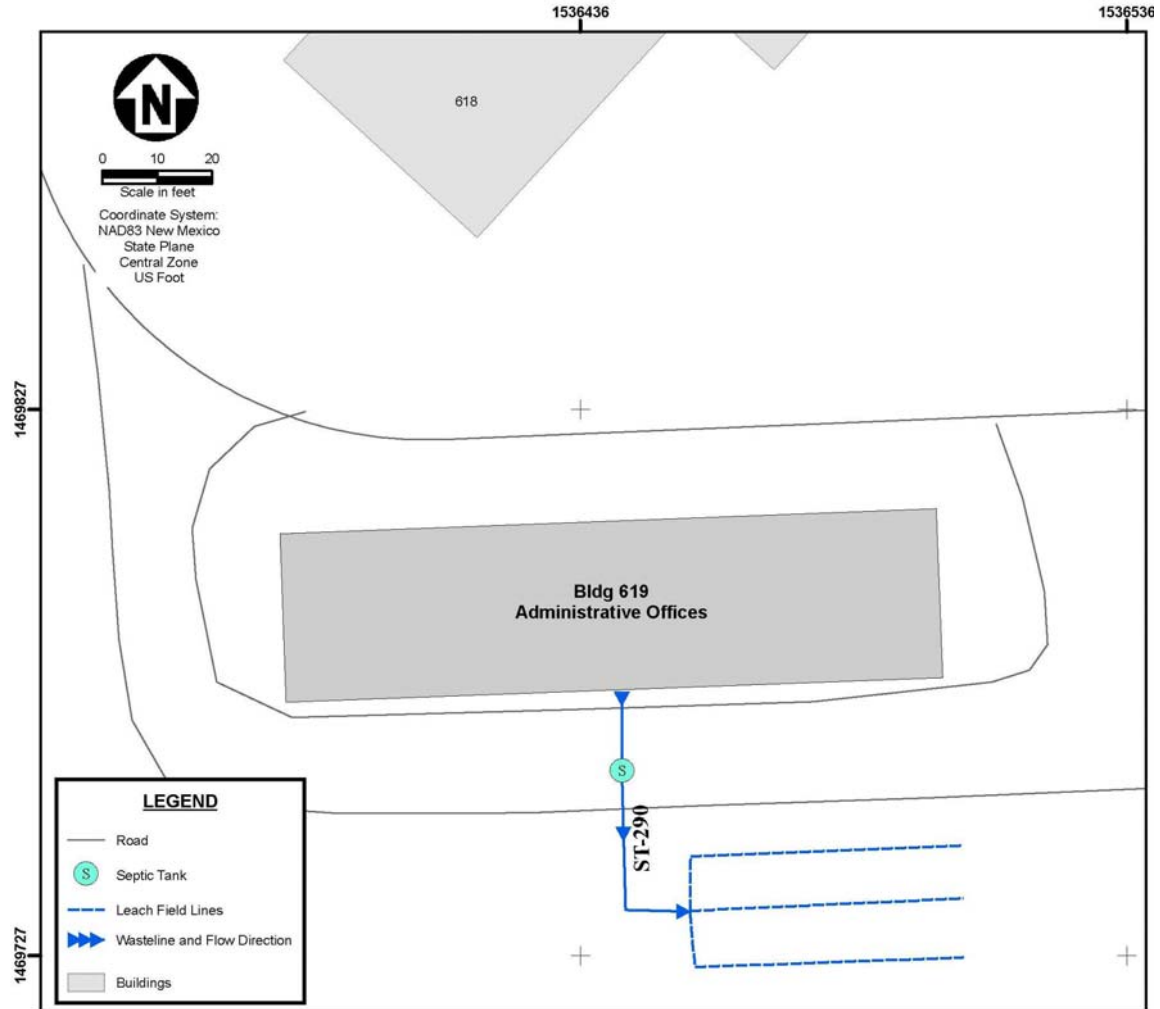 1536436
1536536
618
N
0 10 20
Scale in feet
Coordinate System:
NAD83 New Mexico
State Plane
Central Zone
US Foot
1469827
Bldg 619
Administrative Offices
S
ST-290
1469727
LEGEND
Road
S
Septic Tank
Leach Field Lines
Wasteline and Flow Direction
Buildings